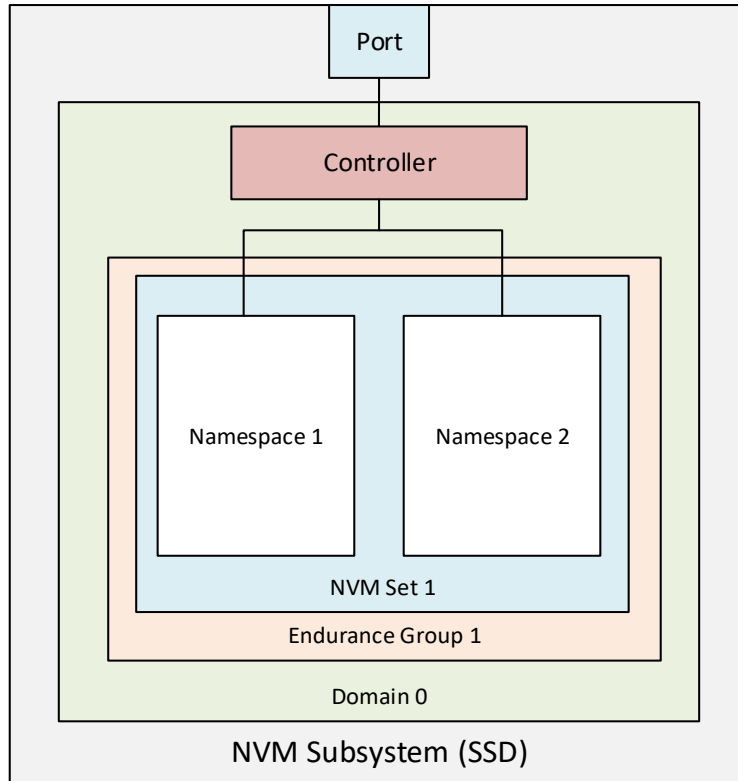 Port
Controller
Namespace 1
Namespace 2
NVM Set 1
Endurance Group 1
Domain 0
NVM Subsystem (SSD)